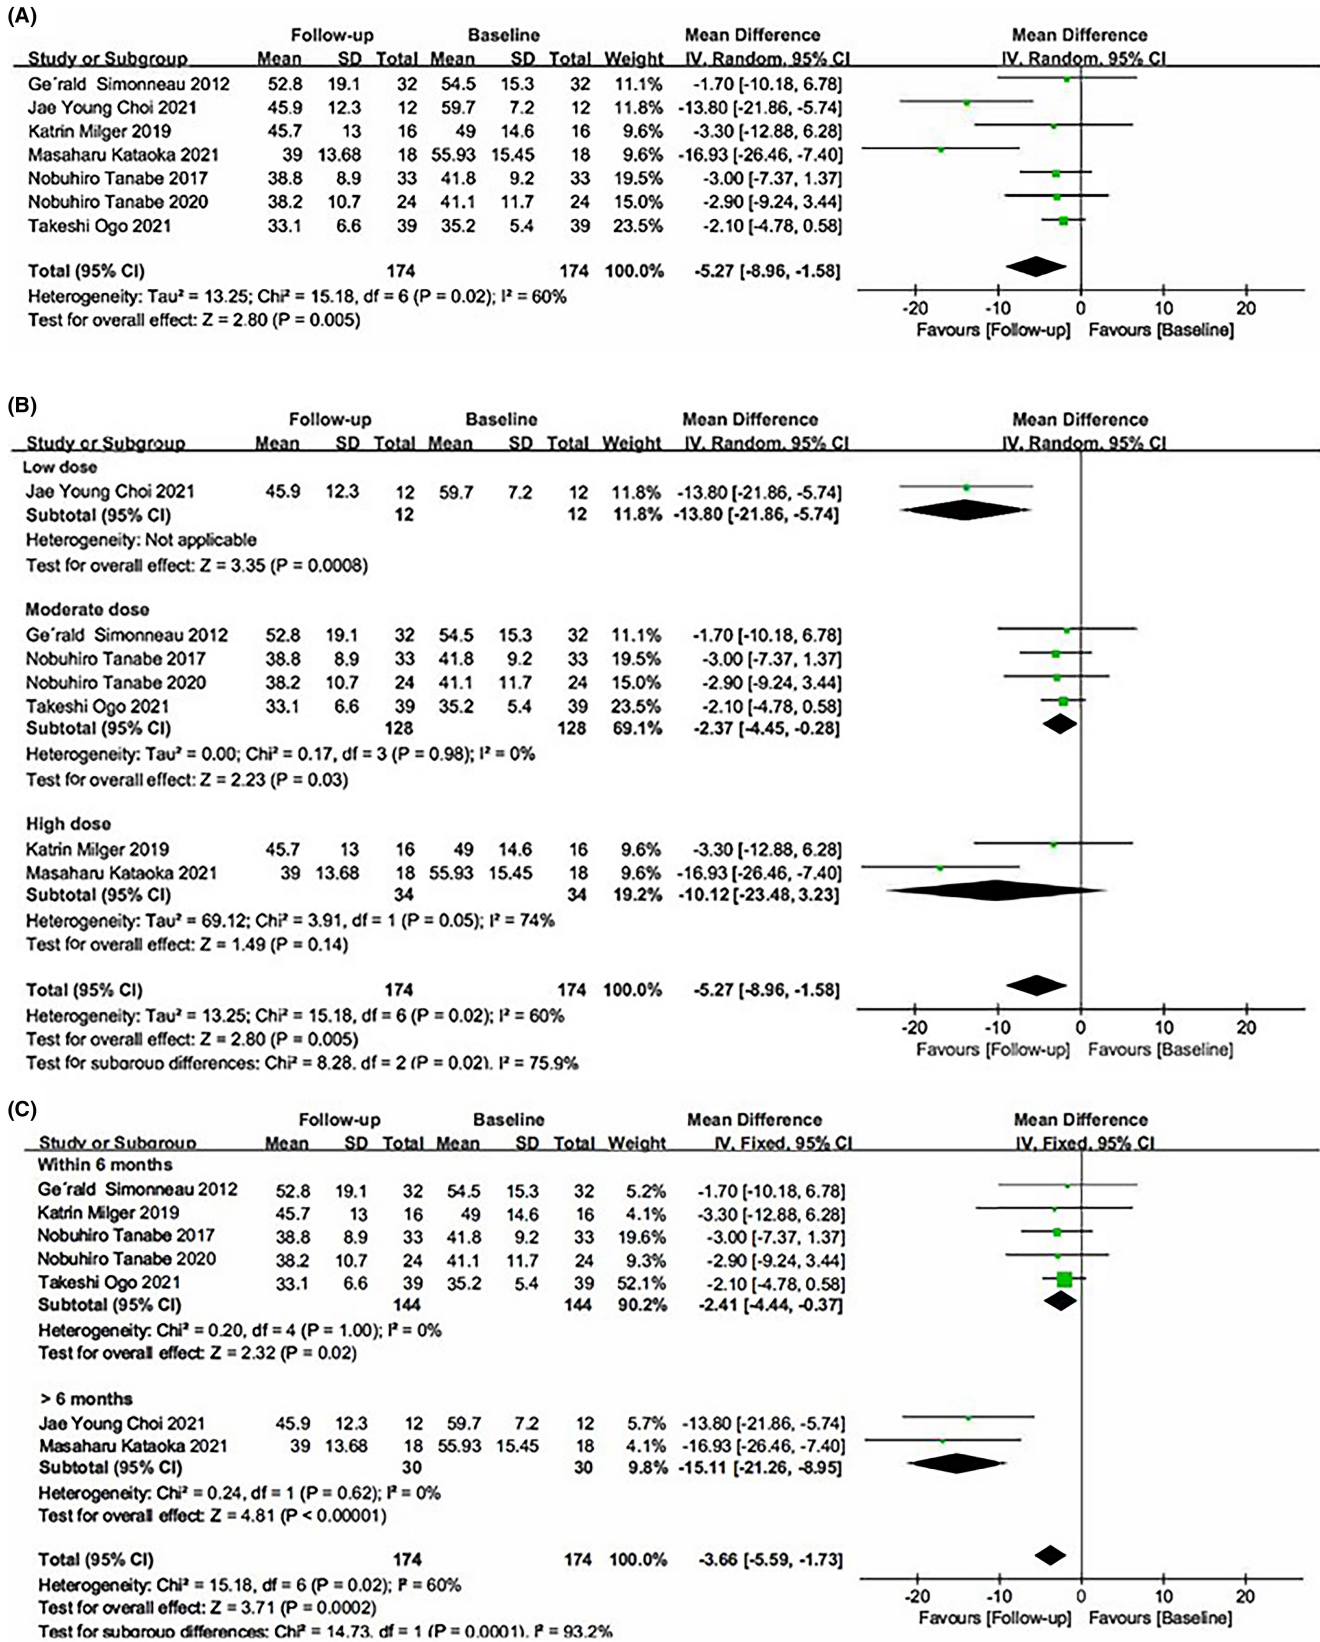 (A)
Follow-up Baseline Mean Difference Mean Difference
Study or Subgroup Mean SD Total Mean SD Total Weight IV, Random, 95% CI IV, Random, 95% CI
Ge´rald Simonneau 2012 52.8 19.1 32 54.5 15.3 32 11.1% -1.70 [-10.18, 6.78]
Jae Young Choi 2021 45.9 12.3 12 59.7 7.2 12 11.8% -13.80 [-21.86, -5.74]
Katrin Milger 2019 45.7 13 16 49 14.6 16 9.6% -3.30 [-12.88, 6.28]
Masaharu Kataoka 2021 39 13.68 18 55.93 15.45 18 9.6% -16.93 [-26.46, -7.40]
Nobuhiro Tanabe 2017 38.8 8.9 33 41.8 9.2 33 19.5% -3.00 [-7.37, 1.37]
Nobuhiro Tanabe 2020 38.2 10.7 24 41.1 11.7 24 15.0% -2.90 [-9.24, 3.44]
Takeshi Ogo 2021 33.1 6.6 39 35.2 5.4 39 23.5% -2.10 [-4.78, 0.58]
Total (95% CI) 174 174 100.0% -5.27 [-8.96, -1.58]
Heterogeneity: Tau² = 13.25; Chi² = 15.18, df = 6 (P = 0.02); I² = 60%
Test for overall effect: Z = 2.80 (P = 0.005)
-20 -10 0 10 20
Favours [Follow-up] Favours [Baseline]
(B)
Follow-up Baseline Mean Difference Mean Difference
Study or Subgroup Mean SD Total Mean SD Total Weight IV, Random, 95% CI IV, Random, 95% CI
Low dose
Jae Young Choi 2021 45.9 12.3 12 59.7 7.2 12 11.8% -13.80 [-21.86, -5.74]
Subtotal (95% CI) 12 12 11.8% -13.80 [-21.86, -5.74]
Heterogeneity: Not applicable
Test for overall effect: Z = 3.35 (P = 0.0008)
Moderate dose
Ge´rald Simonneau 2012 52.8 19.1 32 54.5 15.3 32 11.1% -1.70 [-10.18, 6.78]
Nobuhiro Tanabe 2017 38.8 8.9 33 41.8 9.2 33 19.5% -3.00 [-7.37, 1.37]
Nobuhiro Tanabe 2020 38.2 10.7 24 41.1 11.7 24 15.0% -2.90 [-9.24, 3.44]
Takeshi Ogo 2021 33.1 6.6 39 35.2 5.4 39 23.5% -2.10 [-4.78, 0.58]
Subtotal (95% CI) 128 128 69.1% -2.37 [-4.45, -0.28]
Heterogeneity: Tau² = 0.00; Chi² = 0.17, df = 3 (P = 0.98); I² = 0%
Test for overall effect: Z = 2.23 (P = 0.03)
High dose
Katrin Milger 2019 45.7 13 16 49 14.6 16 9.6% -3.30 [-12.88, 6.28]
Masaharu Kataoka 2021 39 13.68 18 55.93 15.45 18 9.6% -16.93 [-26.46, -7.40]
Subtotal (95% CI) 34 34 19.2% -10.12 [-23.48, 3.23]
Heterogeneity: Tau² = 69.12; Chi² = 3.91, df = 1 (P = 0.05); I² = 74%
Test for overall effect: Z = 1.49 (P = 0.14)
Total (95% CI) 174 174 100.0% -5.27 [-8.96, -1.58]
Heterogeneity: Tau² = 13.25; Chi² = 15.18, df = 6 (P = 0.02); I² = 60%
Test for overall effect: Z = 2.80 (P = 0.005)
Test for subgroup differences: Chi² = 8.28, df = 2 (P = 0.02), I² = 75.9%
-20 -10 0 10 20
Favours [Follow-up] Favours [Baseline]
(C)
Follow-up Baseline Mean Difference Mean Difference
Study or Subgroup Mean SD Total Mean SD Total Weight IV, Fixed, 95% CI IV, Fixed, 95% CI
Within 6 months
Ge´rald Simonneau 2012 52.8 19.1 32 54.5 15.3 32 5.2% -1.70 [-10.18, 6.78]
Katrin Milger 2019 45.7 13 16 49 14.6 16 4.1% -3.30 [-12.88, 6.28]
Nobuhiro Tanabe 2017 38.8 8.9 33 41.8 9.2 33 19.6% -3.00 [-7.37, 1.37]
Nobuhiro Tanabe 2020 38.2 10.7 24 41.1 11.7 24 9.3% -2.90 [-9.24, 3.44]
Takeshi Ogo 2021 33.1 6.6 39 35.2 5.4 39 52.1% -2.10 [-4.78, 0.58]
Subtotal (95% CI) 144 144 90.2% -2.41 [-4.44, -0.37]
Heterogeneity: Chi² = 0.20, df = 4 (P = 1.00); I² = 0%
Test for overall effect: Z = 2.32 (P = 0.02)
> 6 months
Jae Young Choi 2021 45.9 12.3 12 59.7 7.2 12 5.7% -13.80 [-21.86, -5.74]
Masaharu Kataoka 2021 39 13.68 18 55.93 15.45 18 4.1% -16.93 [-26.46, -7.40]
Subtotal (95% CI) 30 30 9.8% -15.11 [-21.26, -8.95]
Heterogeneity: Chi² = 0.24, df = 1 (P = 0.62); I² = 0%
Test for overall effect: Z = 4.81 (P < 0.00001)
Total (95% CI) 174 174 100.0% -3.66 [-5.59, -1.73]
Heterogeneity: Chi² = 15.18, df = 6 (P = 0.02); I² = 60%
Test for overall effect: Z = 3.71 (P = 0.0002)
Test for subgroup differences: Chi² = 14.73, df = 1 (P = 0.0001), I² = 93.2%
-20 -10 0 10 20
Favours [Follow-up] Favours [Baseline]